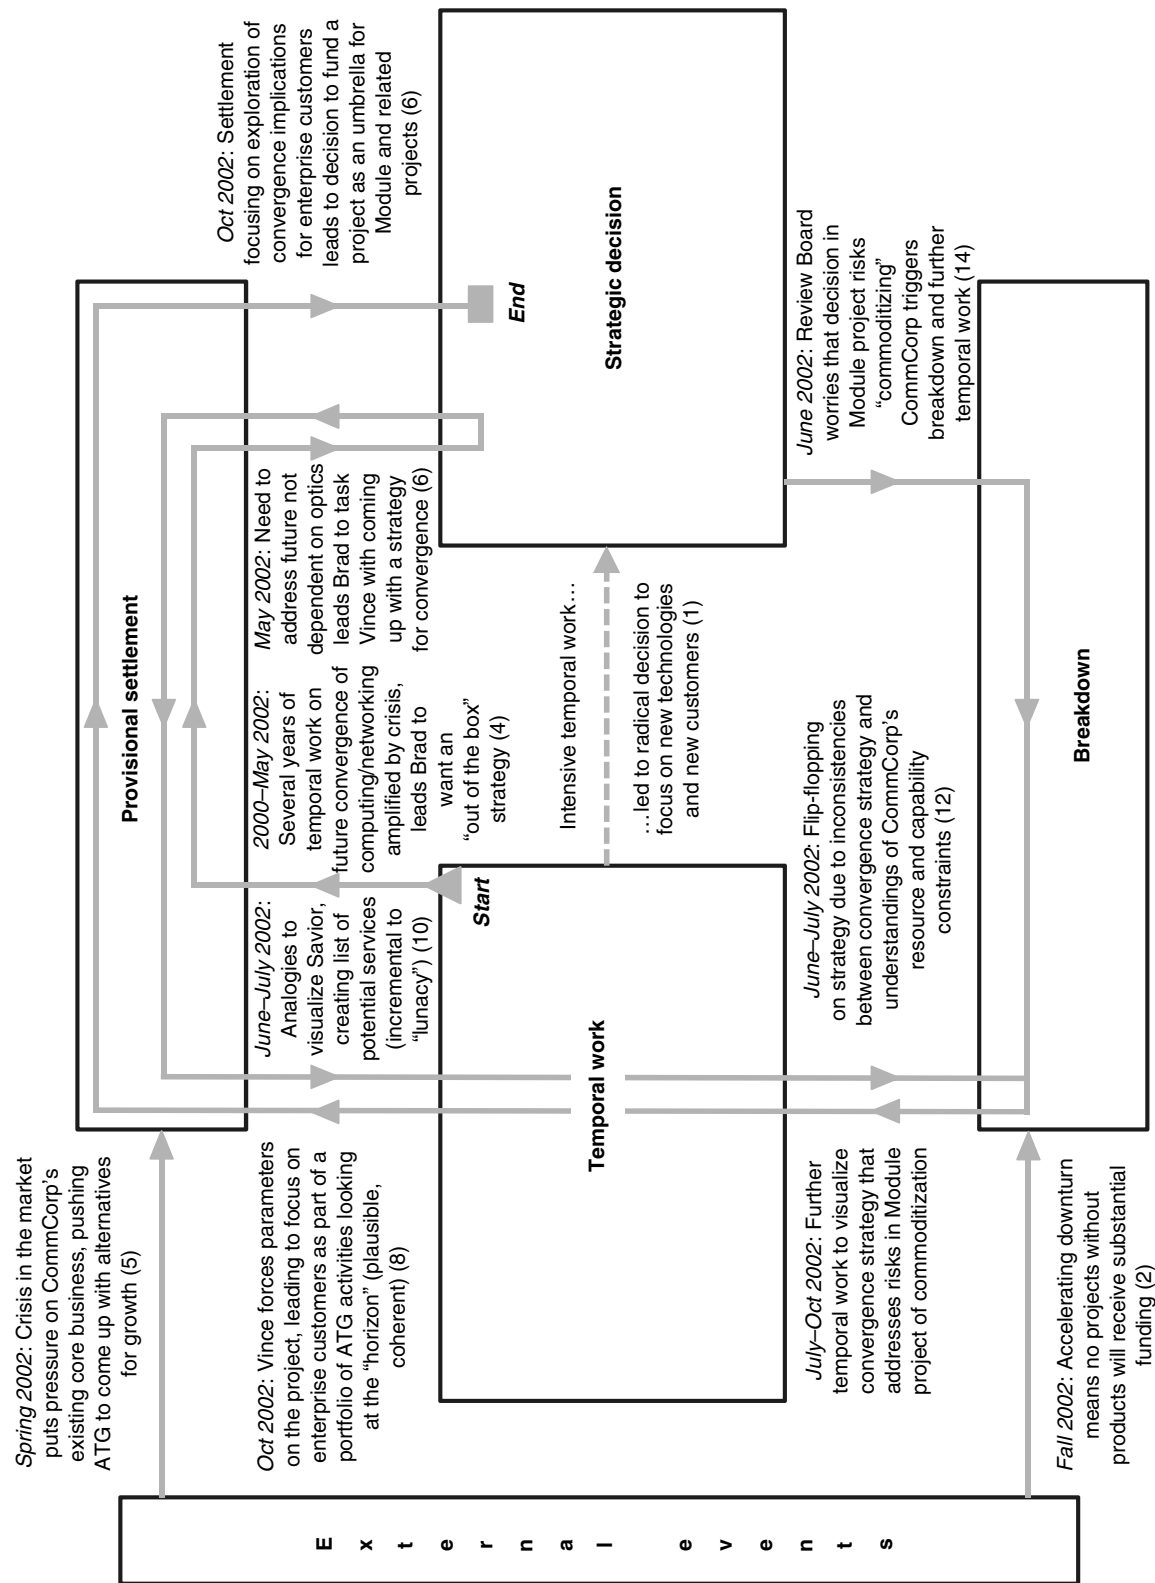 Spring 2002: Crisis in the market
puts pressure on CommCorp's
existing core business, pushing
ATG to come up with alternatives
for growth (5)
Oct 2002: Settlement
focusing on exploration of
convergence implications
for enterprise customers
leads to decision to fund a
project as an umbrella for
Module and related
projects (6)
Provisional settlement
Oct 2002: Vince forces parameters
on the project, leading to focus on
enterprise customers as part of a
portfolio of ATG activities looking
at the “horizon” (plausible,
coherent) (8)
June–July 2002:
Analogies to
visualize Savior,
creating list of
potential services
(incremental to
“lunacy”) (10)
2000–May 2002:
Several years of
temporal work on
future convergence of
computing/networking
amplified by crisis,
leads Brad to
want an
“out of the box”
strategy (4)
May 2002: Need to
address future not
dependent on optics
leads Brad to task
Vince with coming
up with a strategy
for convergence (6)
Start
End
External events
Temporal work
Intensive temporal work…
…led to radical decision to
focus on new technologies
and new customers (1)
Strategic decision
July–Oct 2002: Further
temporal work to visualize
convergence strategy that
addresses risks in Module
project of commoditization
June–July 2002: Flip-flopping
on strategy due to inconsistencies
between convergence strategy and
understandings of CommCorp's
resource and capability
constraints (12)
June 2002: Review Board
worries that decision in
Module project risks
“commoditizing”
CommCorp triggers
breakdown and further
temporal work (14)
Fall 2002: Accelerating downturn
means no projects without
products will receive substantial
funding (2)
Breakdown